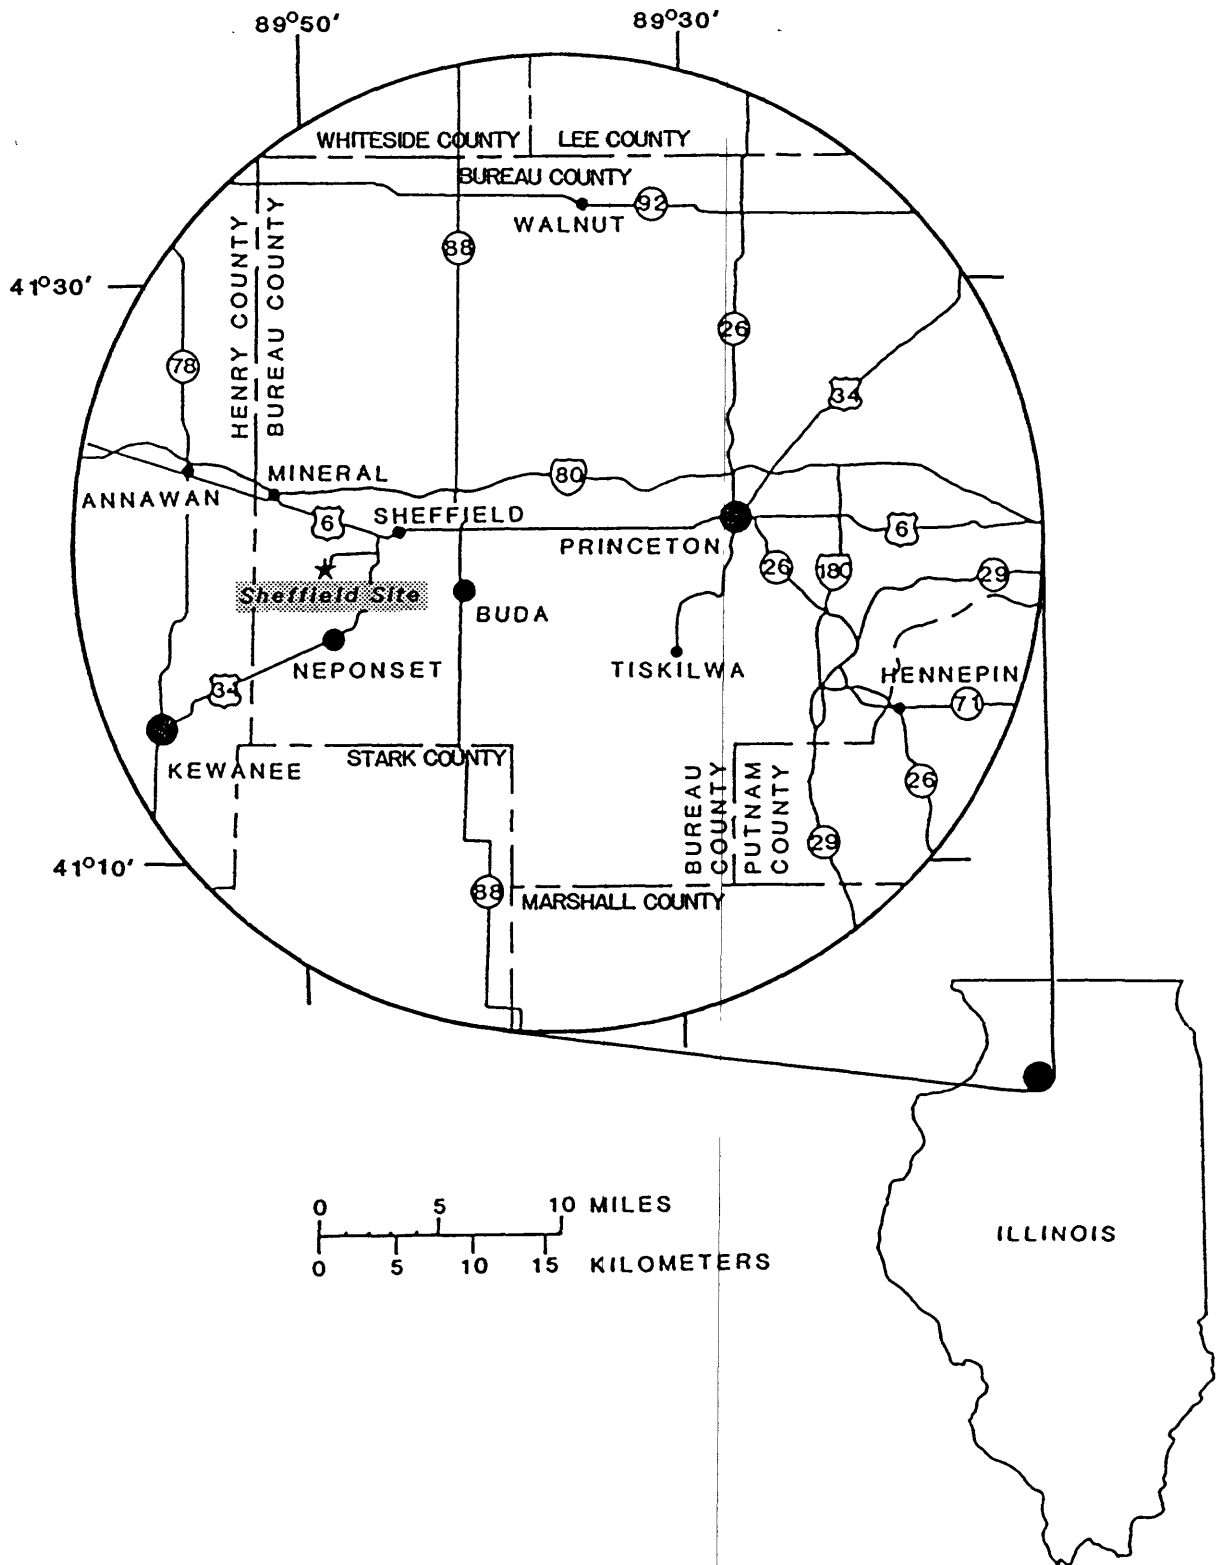 89°50'
89°30'
WHITESIDE COUNTY
LEE COUNTY
BUREAU COUNTY
92
WALNUT
88
HENRY COUNTY
BUREAU COUNTY
41°30'
26
78
34
MINERAL
80
ANNAWAN
6
SHEFFIELD
PRINCETON
6
26
180
29
Sheffield Site
BUDA
NEPONSET
TISKILWA
HENNEPIN
34
71
KEWANEE
STARK COUNTY
BUREAU
COUNTY
PUTNAM
COUNTY
26
29
41°10'
88
MARSHALL COUNTY
0 5 10 MILES
0 5 10 15 KILOMETERS
ILLINOIS